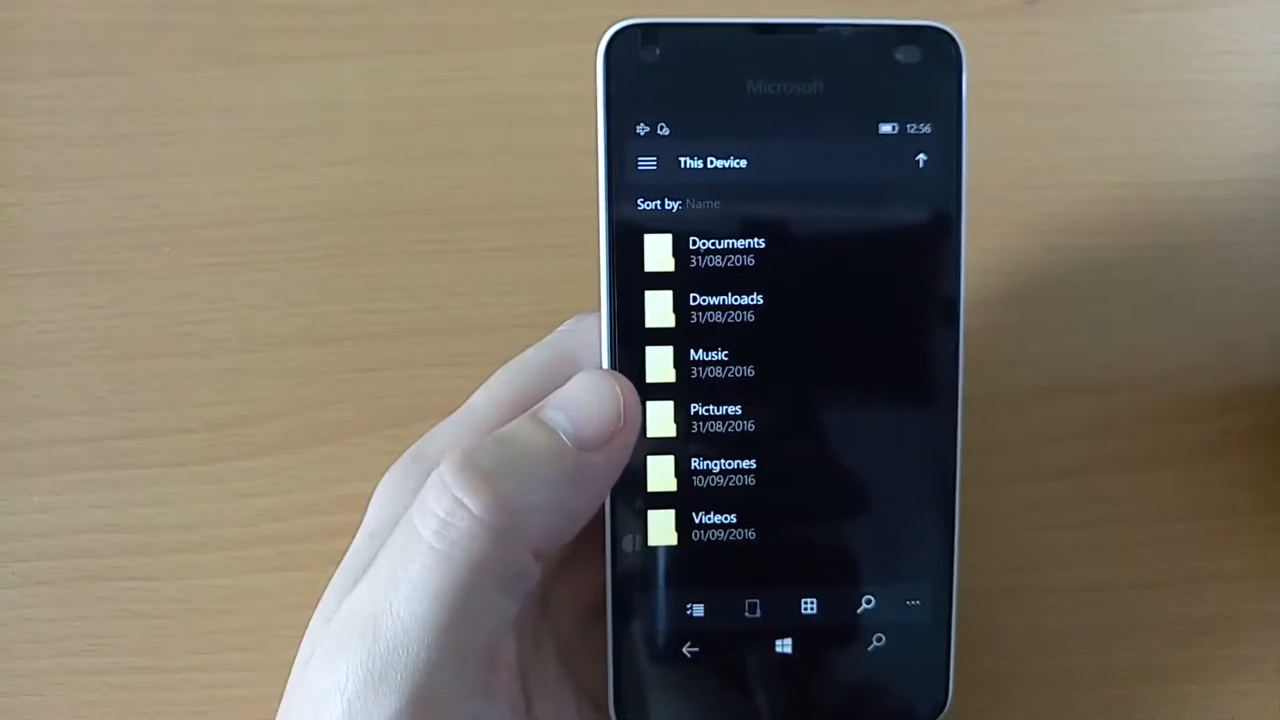 Microsoft
12:56
This Device
Sort by: Name
Documents
31/08/2016
Downloads
31/08/2016
Music
31/08/2016
Pictures
31/08/2016
Ringtones
10/09/2016
Videos
01/09/2016